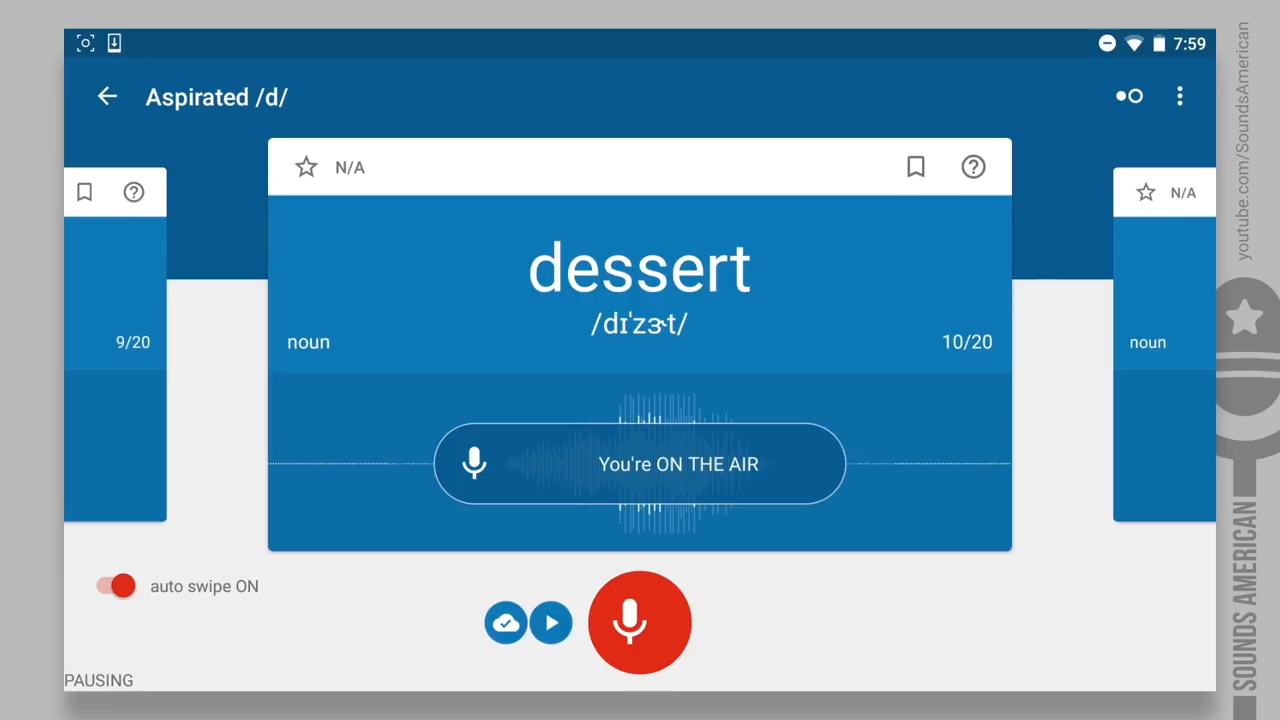 7:59
Aspirated /d/
N/A
N/A
dessert
/dɪˈzɝt/
noun
10/20
9/20
noun
You're ON THE AIR
auto swipe ON
PAUSING
youtube.com/SoundsAmerican
SOUNDS AMERICAN